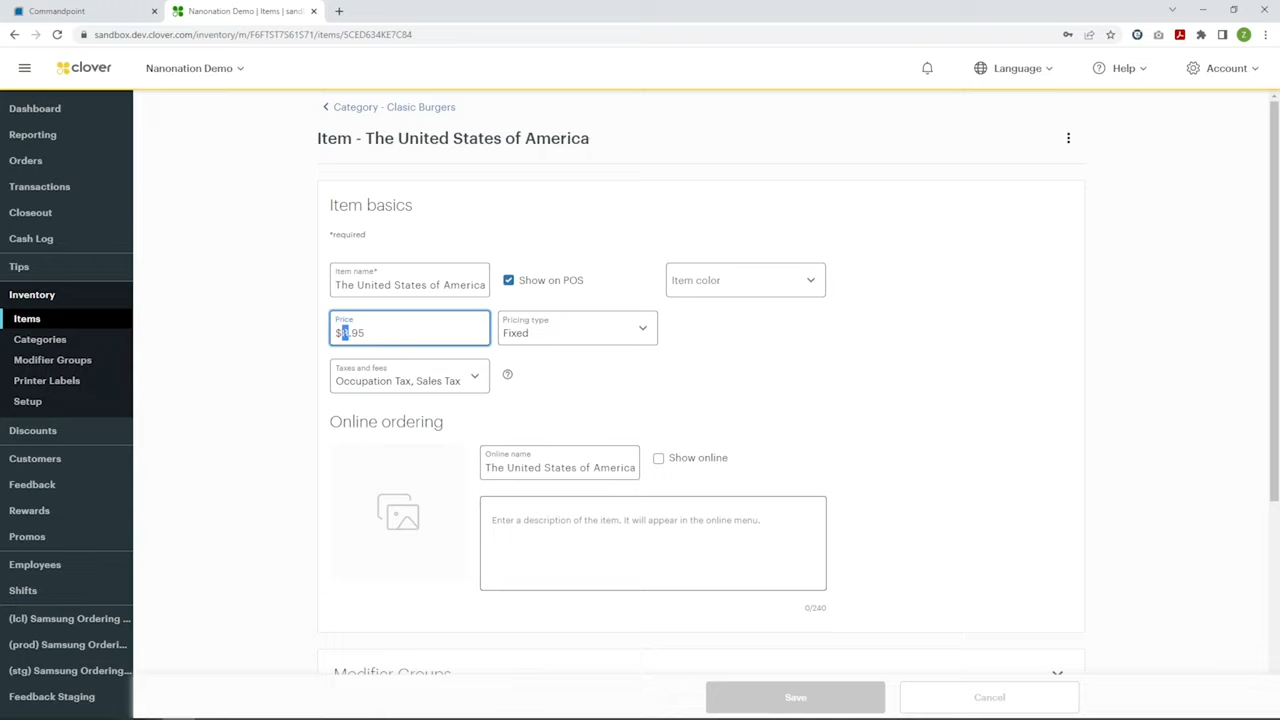 Commandpoint
Nanonation Demo | Items | sand
sandbox.dev.clover.com/inventory/m/F6FTST7S61S71/items/5CED634KE7C84
Z
clover
Nanonation Demo
Language
Help
Account
Dashboard
Reporting
Orders
Transactions
Closeout
Cash Log
Tips
Inventory
Items
Categories
Modifier Groups
Printer Labels
Setup
Discounts
Customers
Feedback
Rewards
Promos
Employees
Shifts
(lcl) Samsung Ordering ...
(prod) Samsung Orderi...
(stg) Samsung Ordering...
Feedback Staging
Category - Clasic Burgers
Item - The United States of America
Item basics
*required
Item name*
The United States of America
Show on POS
Item color
Price
$8.95
Pricing type
Fixed
Taxes and fees
Occupation Tax, Sales Tax
Online ordering
Online name
The United States of America
Show online
Enter a description of the item. It will appear in the online menu.
0/240
Modifier Groups
Save
Cancel